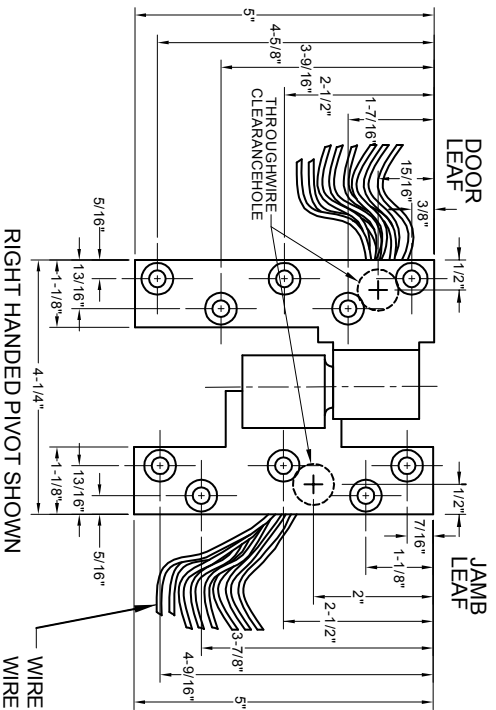 DOOR
LEAF
JAMB
LEAF
3/8"
15/16"
1-7/16"
2-1/2"
3-9/16"
4-5/8"
5"
THROUGHWIRE
CLEARANCEHOLE
1/2"
1/2"
7/16"
1-1/8"
2"
2-1/2"
3-7/8"
4-9/16"
5"
5/16"
13/16"
1-1/8"
4-1/4"
1-1/8"
13/16"
5/16"
WIRE
WIRE
RIGHT HANDED PIVOT SHOWN